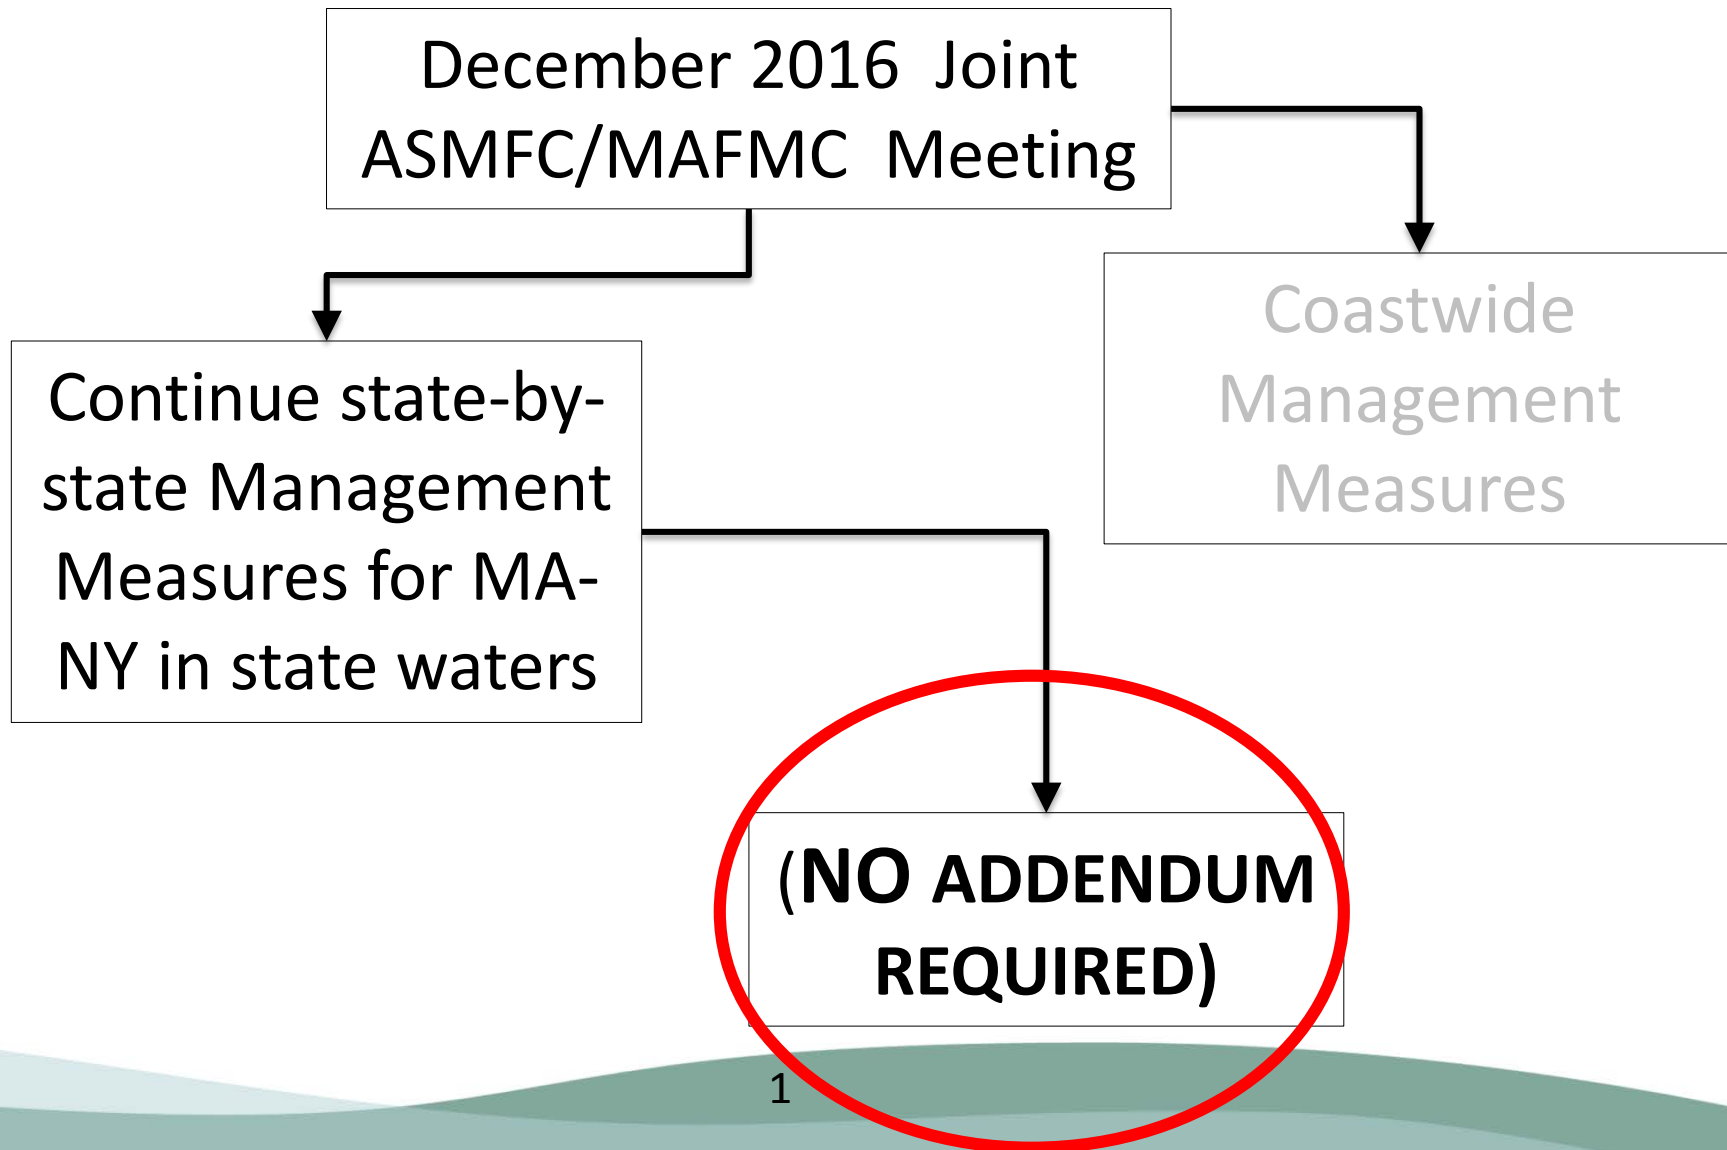 December 2016 Joint
ASMFC/MAFMC Meeting
Coastwide
Management
Measures
Continue state-by-
state Management
Measures for MA-
NY in state waters
(NO ADDENDUM
REQUIRED)
1